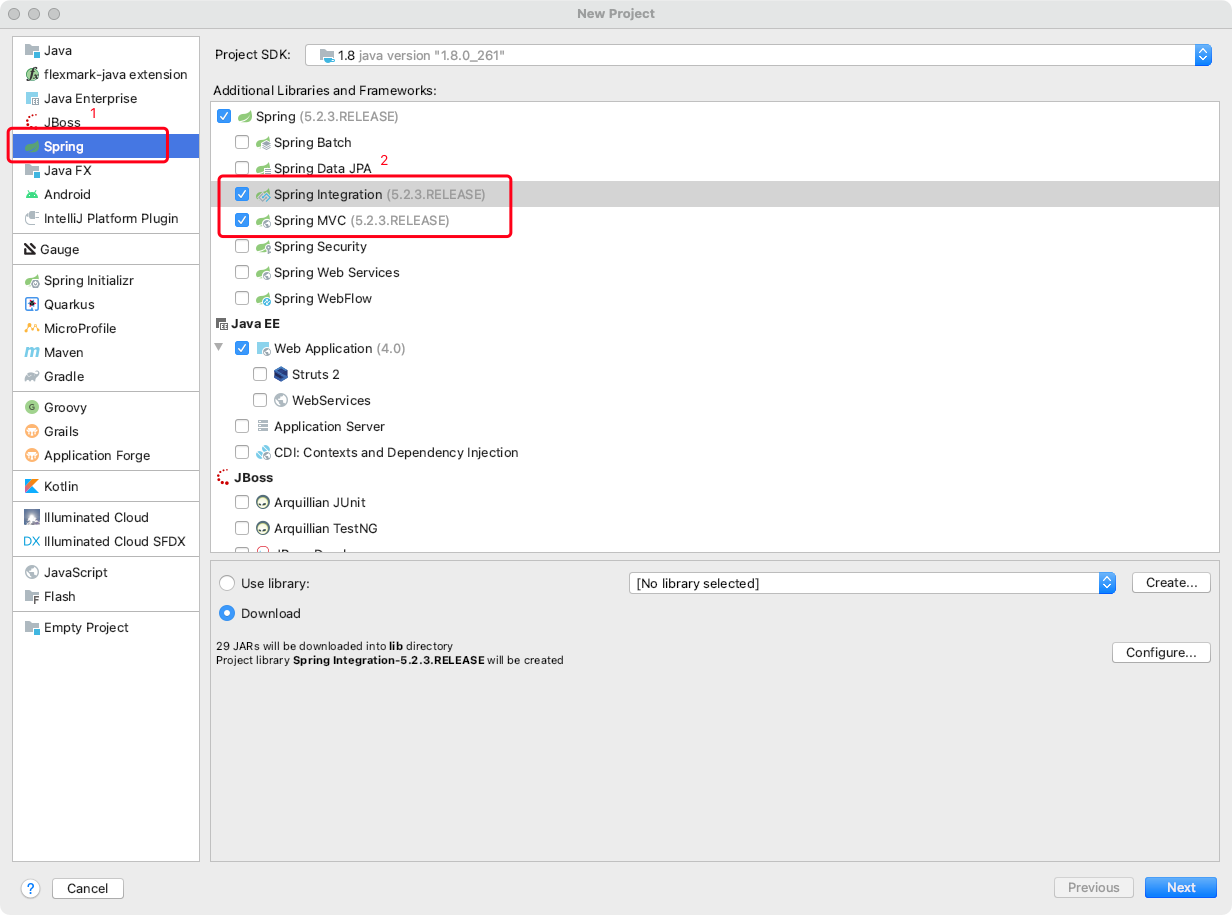 New Project
Java
flexmark-java extension
Java Enterprise
1
JBoss
Spring
Java FX
Android
IntelliJ Platform Plugin
Gauge
Spring Initializr
Quarkus
MicroProfile
Maven
Gradle
Groovy
Grails
Application Forge
Kotlin
Illuminated Cloud
DX Illuminated Cloud SFDX
JavaScript
Flash
Empty Project
Project SDK: 1.8 java version "1.8.0_261"
Additional Libraries and Frameworks:
Spring (5.2.3.RELEASE)
Spring Batch
2
Spring Data JPA
Spring Integration (5.2.3.RELEASE)
Spring MVC (5.2.3.RELEASE)
Spring Security
Spring Web Services
Spring WebFlow
Java EE
Web Application (4.0)
Struts 2
WebServices
Application Server
CDI: Contexts and Dependency Injection
JBoss
Arquillian JUnit
Arquillian TestNG
Use library: [No library selected] Create...
Download
29 JARs will be downloaded into lib directory
Project library Spring Integration-5.2.3.RELEASE will be created
Configure...
? Cancel Previous Next